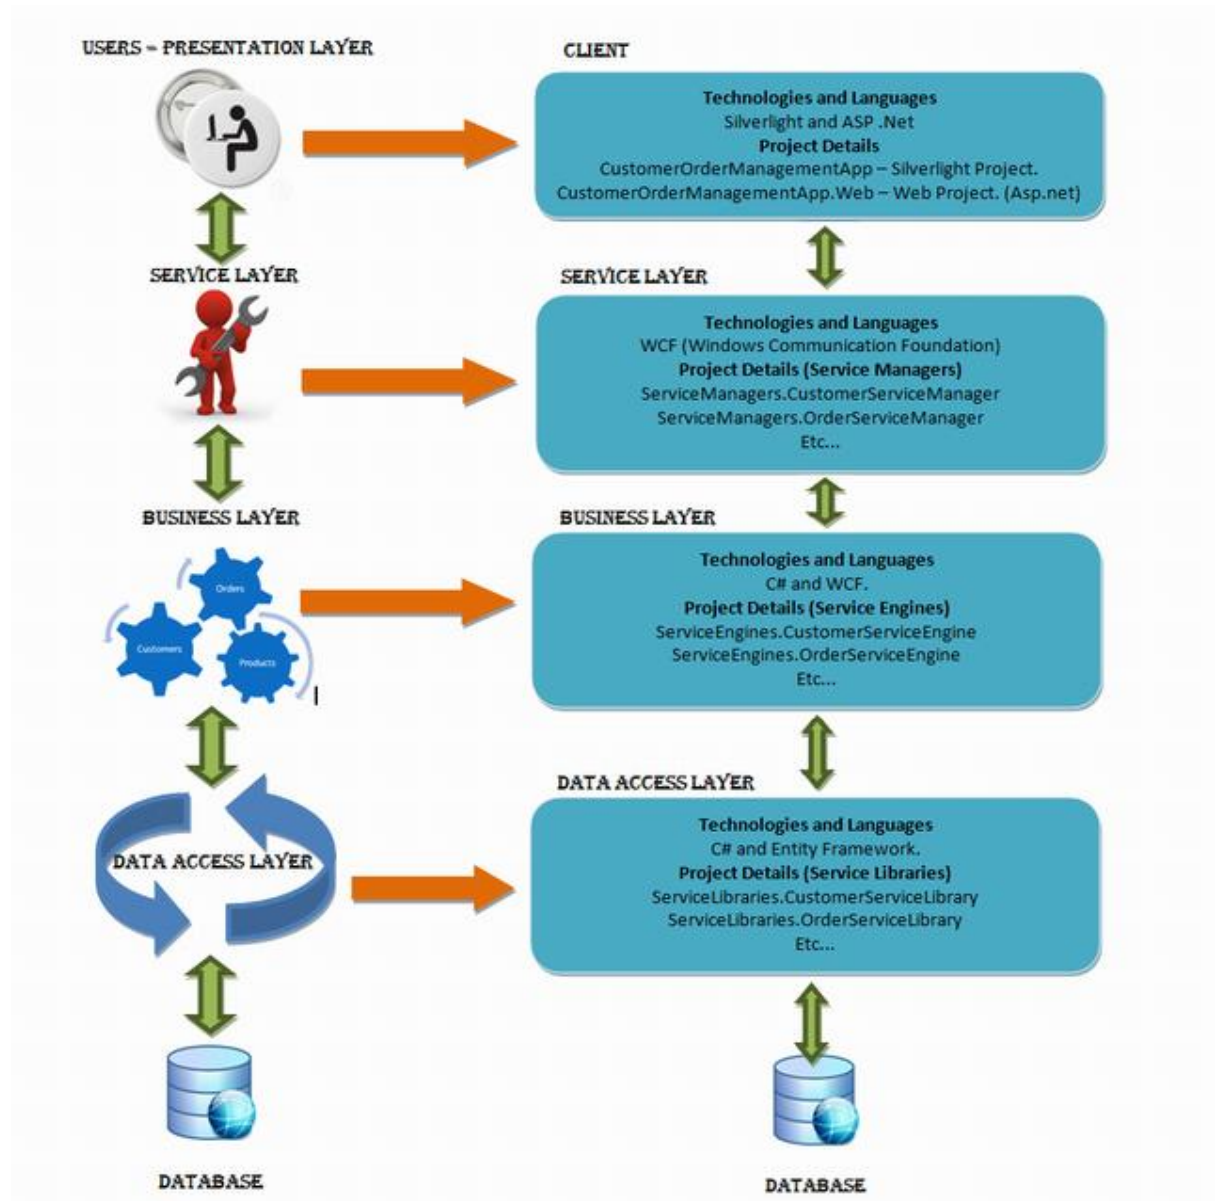 USERS – PRESENTATION LAYER
CLIENT
Technologies and Languages
Silverlight and ASP .Net
Project Details
CustomerOrderManagementApp – Silverlight Project.
CustomerOrderManagementApp.Web – Web Project. (Asp.net)
SERVICE LAYER
SERVICE LAYER
Technologies and Languages
WCF (Windows Communication Foundation)
Project Details (Service Managers)
ServiceManagers.CustomerServiceManager
ServiceManagers.OrderServiceManager
Etc...
BUSINESS LAYER
Orders
Customers
Products
BUSINESS LAYER
Technologies and Languages
C# and WCF.
Project Details (Service Engines)
ServiceEngines.CustomerServiceEngine
ServiceEngines.OrderServiceEngine
Etc...
DATA ACCESS LAYER
DATA ACCESS LAYER
Technologies and Languages
C# and Entity Framework.
Project Details (Service Libraries)
ServiceLibraries.CustomerServiceLibrary
ServiceLibraries.OrderServiceLibrary
Etc...
DATABASE
DATABASE